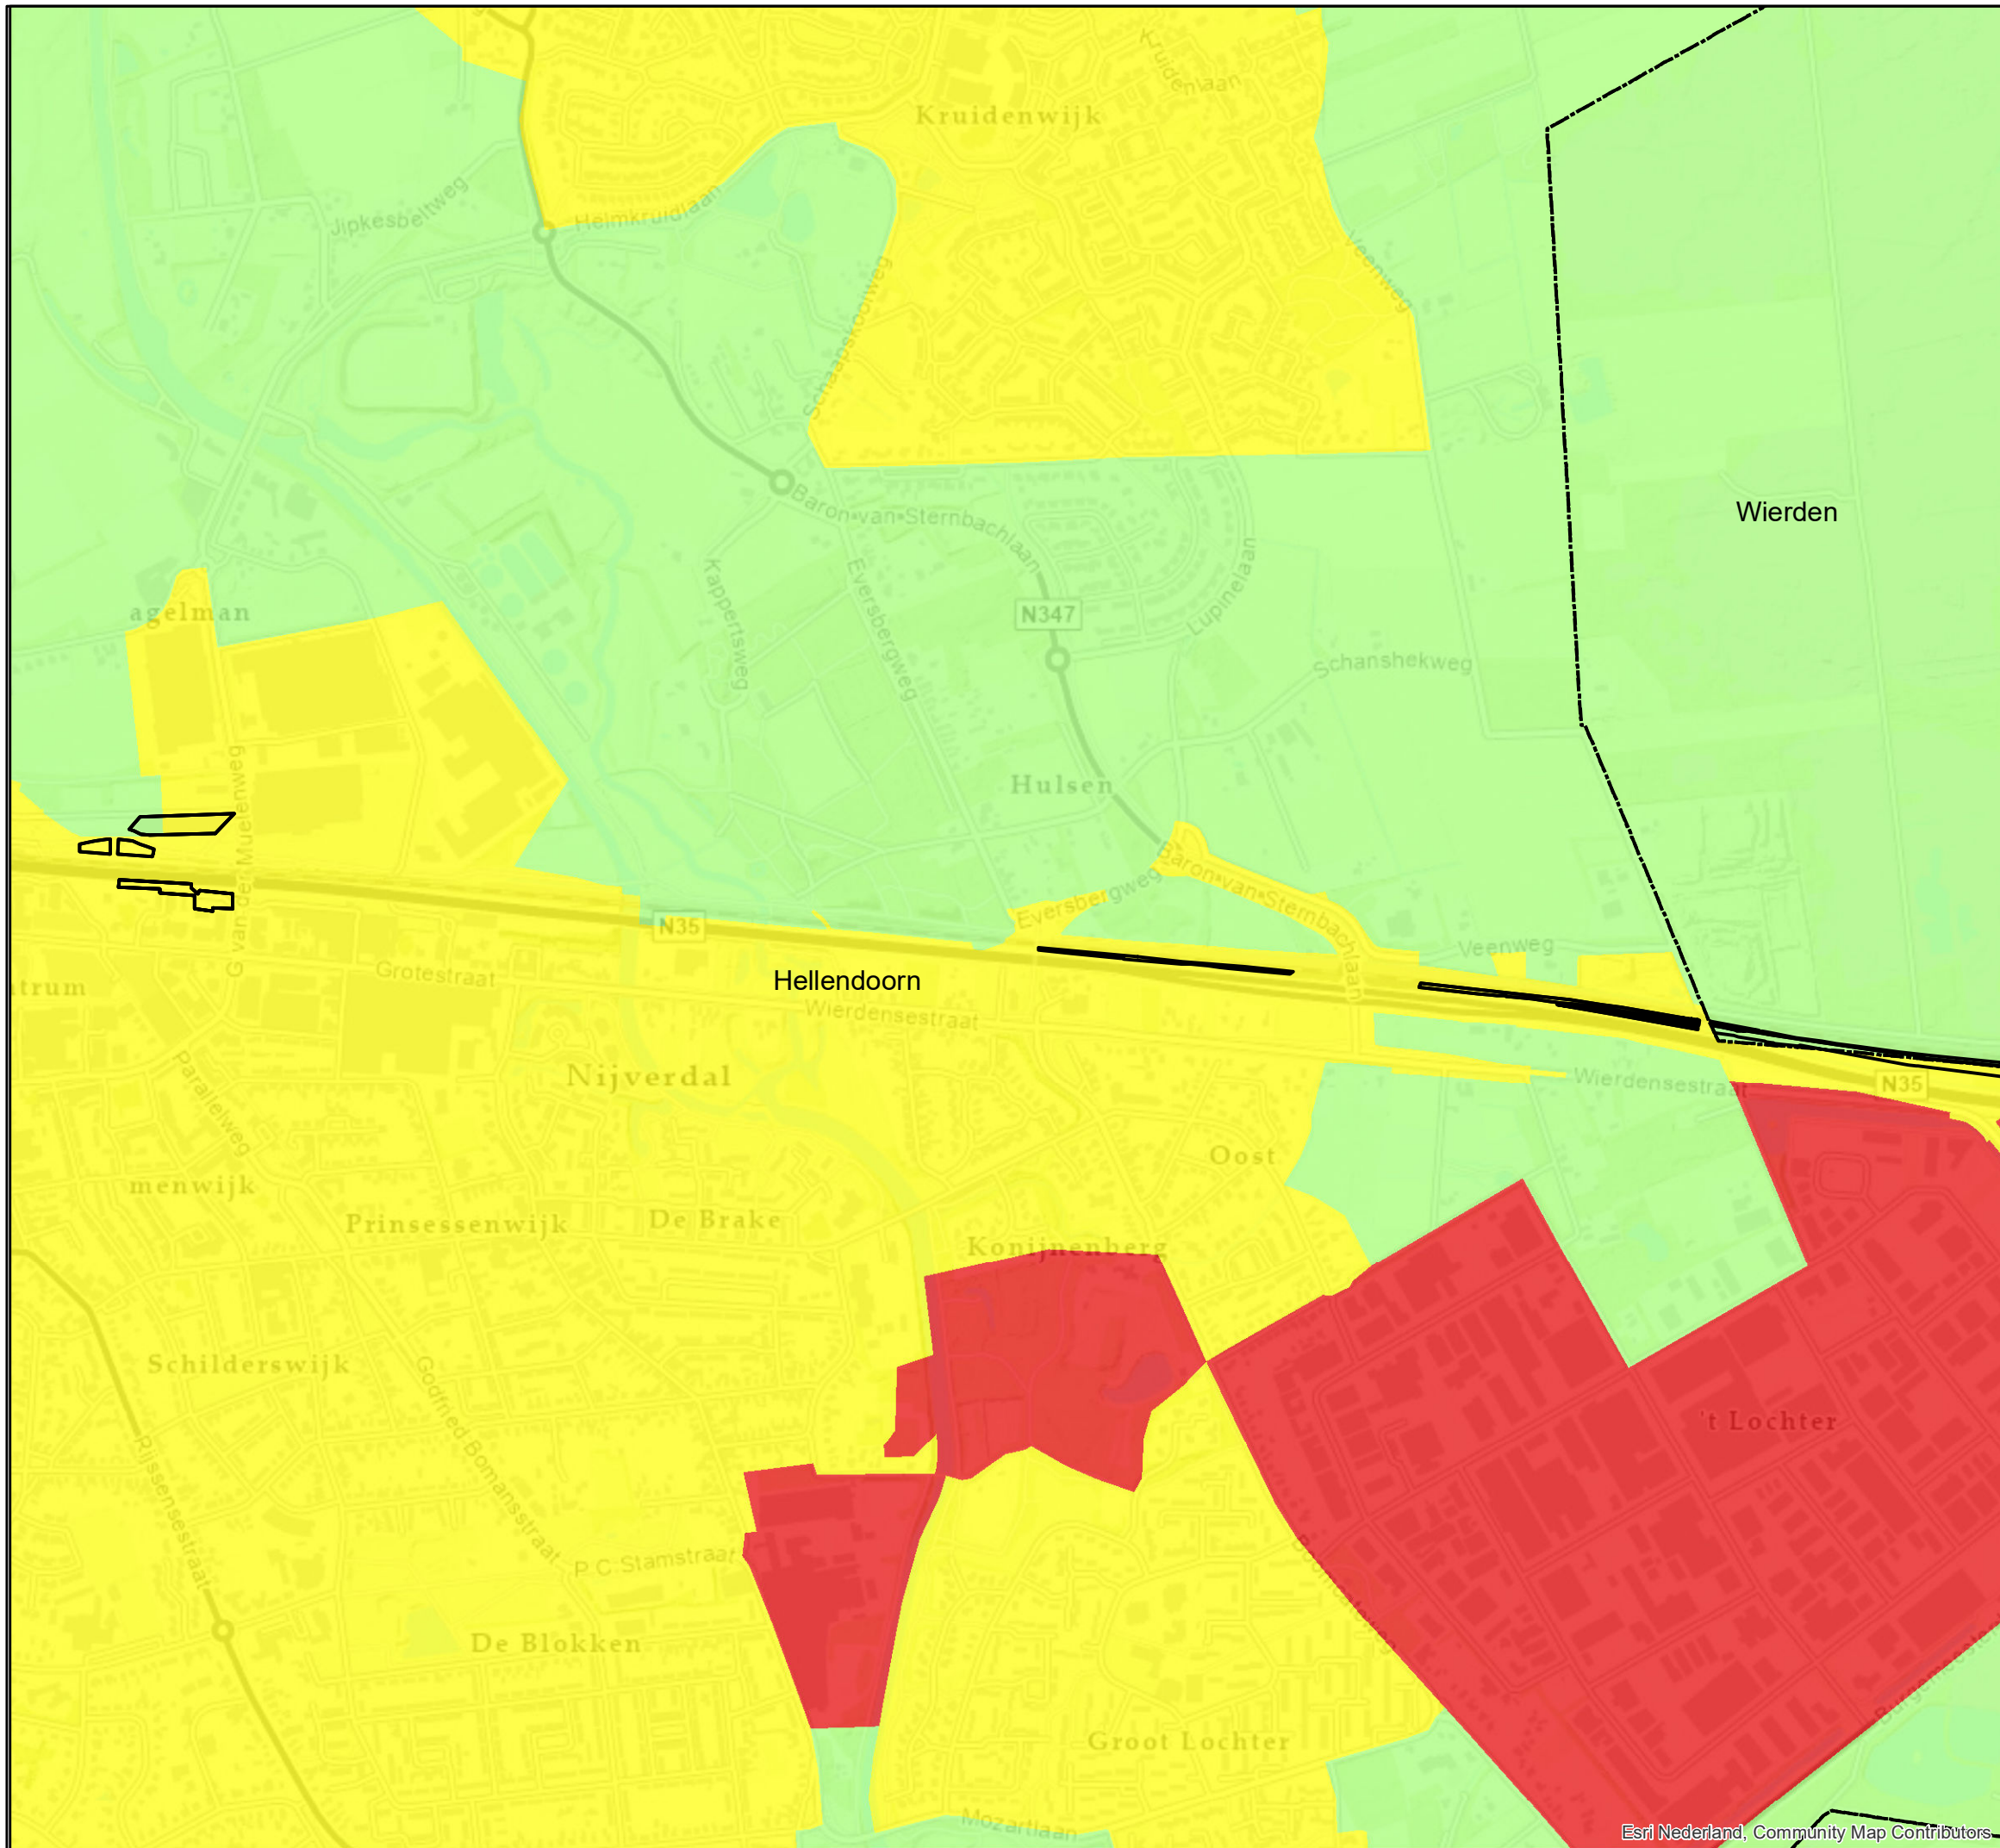 Kruidenlaan
Kruidenwijk
Jipkesbeltweg
Heimkruidlaan
Veenweg
Schaapskooiweg
Baron-van-Sternbachlaan
Wierden
Kappertsweg
Eversbergweg
Lupinelaan
N347
agelman
Schanshekweg
Hulsen
G van der Muelenweg
Baron-van-Sternbachlaan
Eversbergweg
N35
Veenweg
Grotestraat
Hellendoorn
ntrum
Wierdensestraat
Nijverdal
Parallelweg
Wierdensestraat
N35
Oost
menwijk
Prinsessenwijk
De Brake
Konijnenberg
Schilderswijk
Godfried Bomansstraat
't Lochter
Rijssensestraat
P C Stamstraat
De Blokken
Groot Lochter
Mozartlaan
Esri Nederland, Community Map Contributors